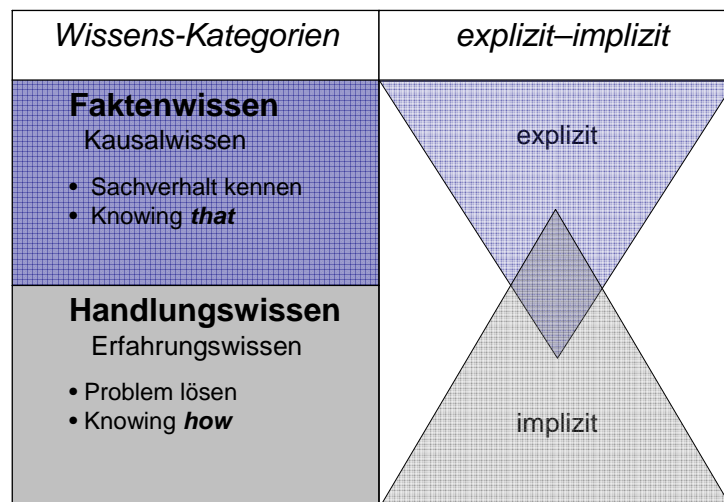 Wissens-Kategorien
explizit–implizit
Faktenwissen
Kausalwissen
• Sachverhalt kennen
• Knowing that
explizit
Handlungswissen
Erfahrungswissen
• Problem lösen
• Knowing how
implizit